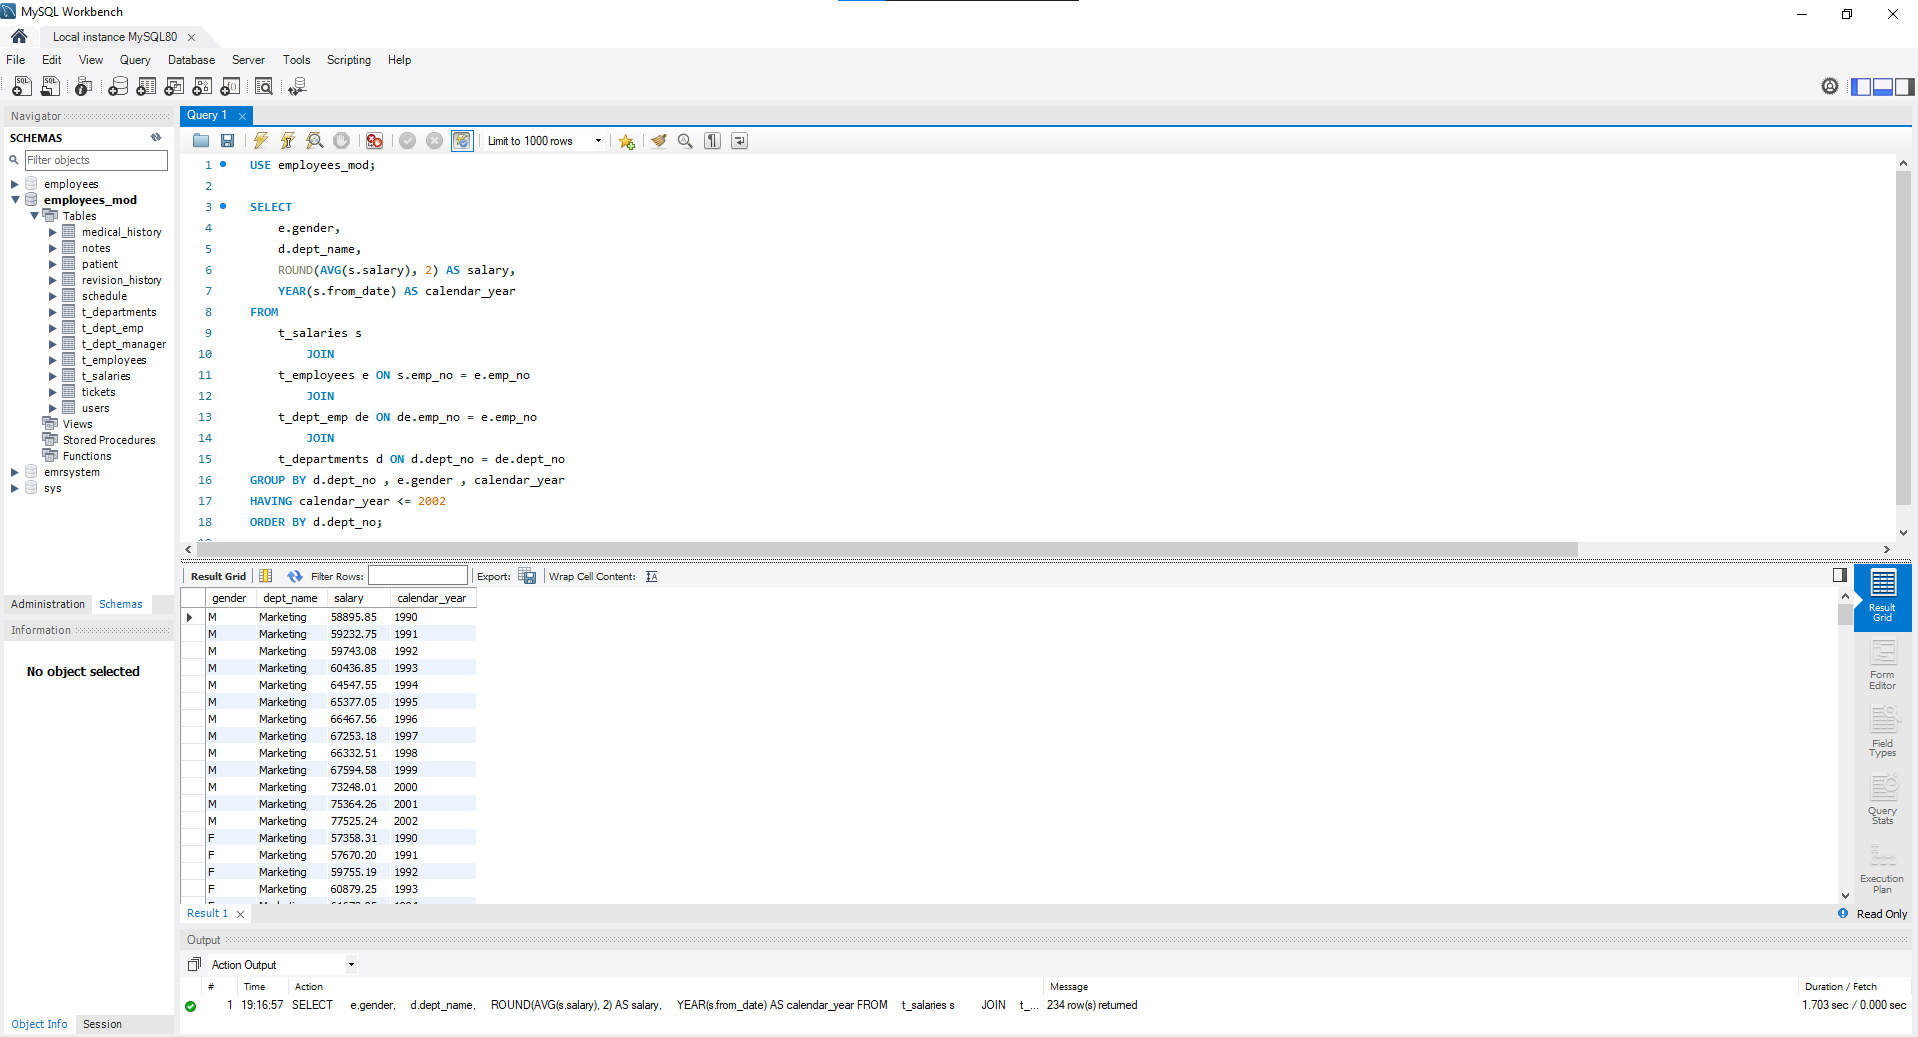 MySQL Workbench
Local instance MySQL80
File Edit View Query Database Server Tools Scripting Help
Navigator
SCHEMAS
Filter objects
employees
employees_mod
Tables
medical_history
notes
patient
revision_history
schedule
t_departments
t_dept_emp
t_dept_manager
t_employees
t_salaries
tickets
users
Views
Stored Procedures
Functions
emrsystem
sys
Administration Schemas
Information
No object selected
Object Info Session
Query 1
Limit to 1000 rows
1 USE employees_mod;
2
3 SELECT
4 e.gender,
5 d.dept_name,
6 ROUND(AVG(s.salary), 2) AS salary,
7 YEAR(s.from_date) AS calendar_year
8 FROM
9 t_salaries s
10 JOIN
11 t_employees e ON s.emp_no = e.emp_no
12 JOIN
13 t_dept_emp de ON de.emp_no = e.emp_no
14 JOIN
15 t_departments d ON d.dept_no = de.dept_no
16 GROUP BY d.dept_no , e.gender , calendar_year
17 HAVING calendar_year <= 2002
18 ORDER BY d.dept_no;
Result Grid Filter Rows: Export: Wrap Cell Content:
gender dept_name salary calendar_year
M Marketing 58895.85 1990
M Marketing 59232.75 1991
M Marketing 59743.08 1992
M Marketing 60436.85 1993
M Marketing 64547.55 1994
M Marketing 65377.05 1995
M Marketing 66467.56 1996
M Marketing 67253.18 1997
M Marketing 66332.51 1998
M Marketing 67594.58 1999
M Marketing 73248.01 2000
M Marketing 75364.26 2001
M Marketing 77525.24 2002
F Marketing 57358.31 1990
F Marketing 57670.20 1991
F Marketing 59755.19 1992
F Marketing 60879.25 1993
Result
Grid
Form
Editor
Field
Types
Query
Stats
Execution
Plan
Result 1
Read Only
Output
Action Output
# Time Action Message Duration / Fetch
1 19:16:57 SELECT e.gender, d.dept_name, ROUND(AVG(s.salary), 2) AS salary, YEAR(s.from_date) AS calendar_year FROM t_salaries s JOIN t_... 234 row(s) returned 1.703 sec / 0.000 sec